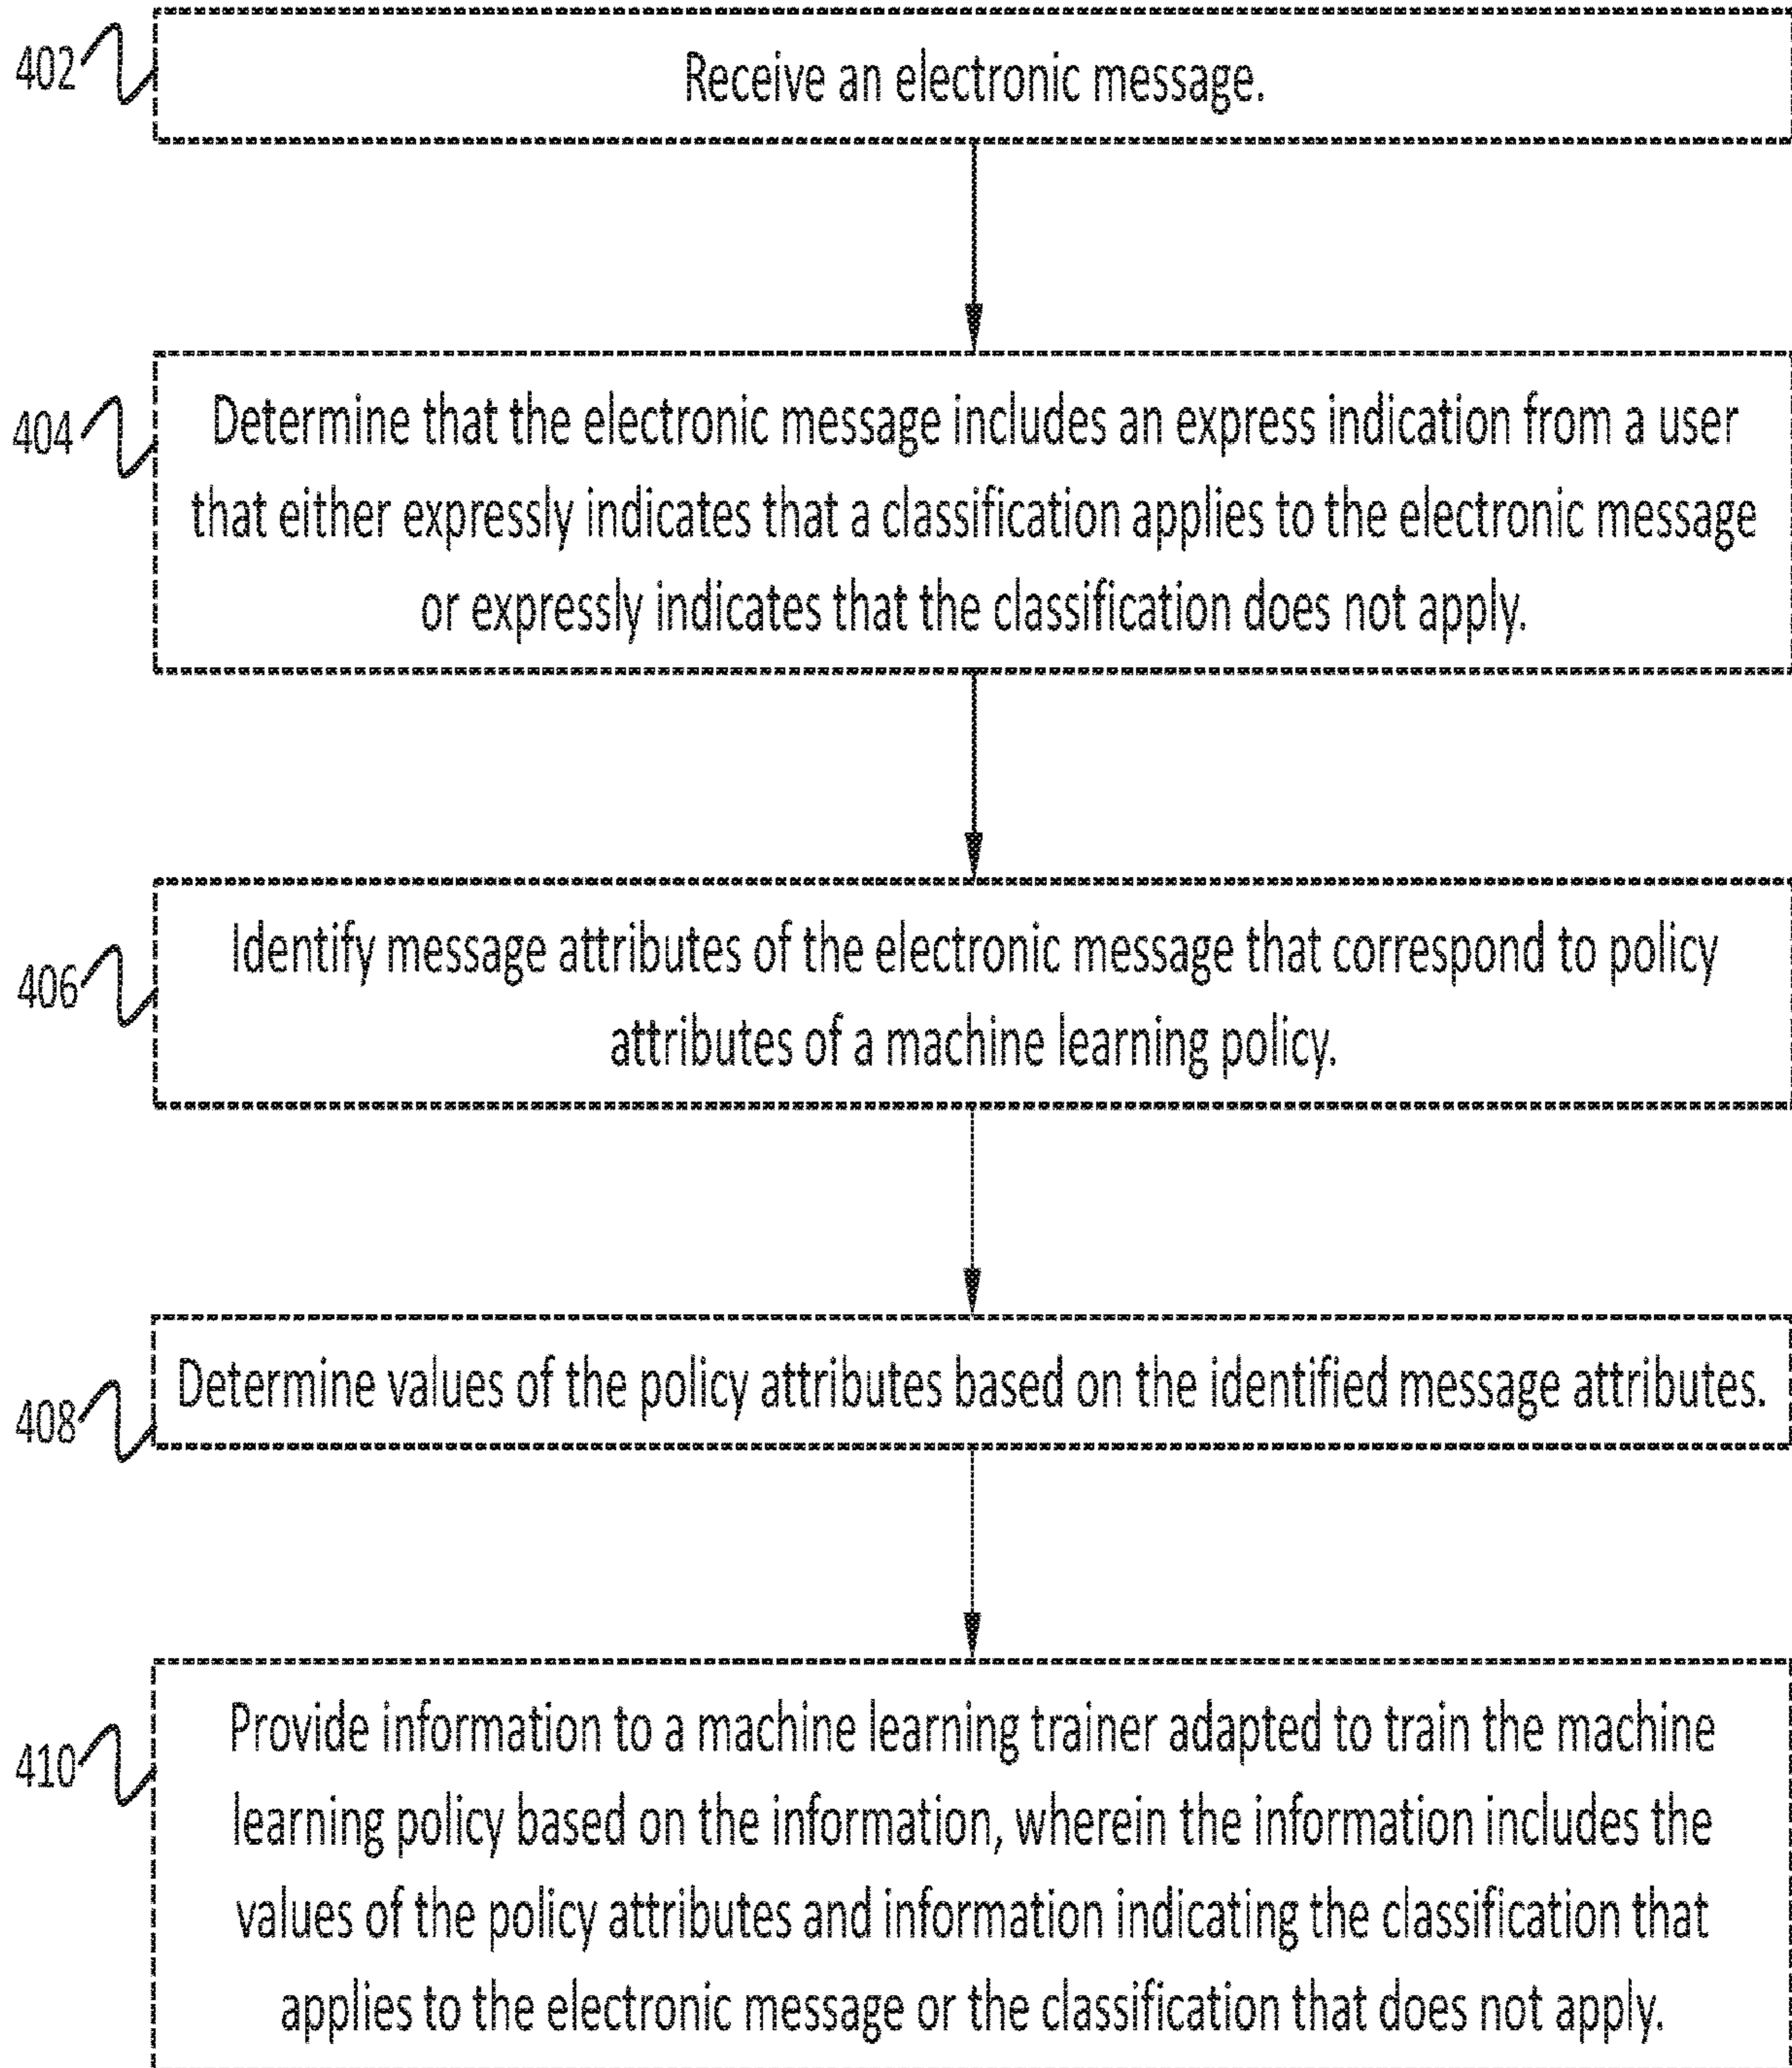 402
Receive an electronic message.
404
Determine that the electronic message includes an express indication from a user
that either expressly indicates that a classification applies to the electronic message
or expressly indicates that the classification does not apply.
406
Identify message attributes of the electronic message that correspond to policy
attributes of a machine learning policy.
408
Determine values of the policy attributes based on the identified message attributes.
410
Provide information to a machine learning trainer adapted to train the machine
learning policy based on the information, wherein the information includes the
values of the policy attributes and information indicating the classification that
applies to the electronic message or the classification that does not apply.